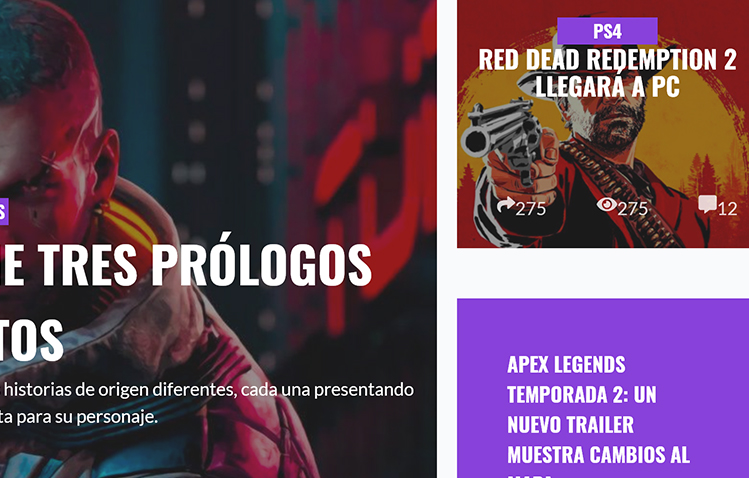 E TRES PRÓLOGOS
TOS
historias de origen diferentes, cada una presentando
ta para su personaje.
PS4
RED DEAD REDEMPTION 2
LLEGARÁ A PC
275
275
12
APEX LEGENDS
TEMPORADA 2: UN
NUEVO TRAILER
MUESTRA CAMBIOS AL